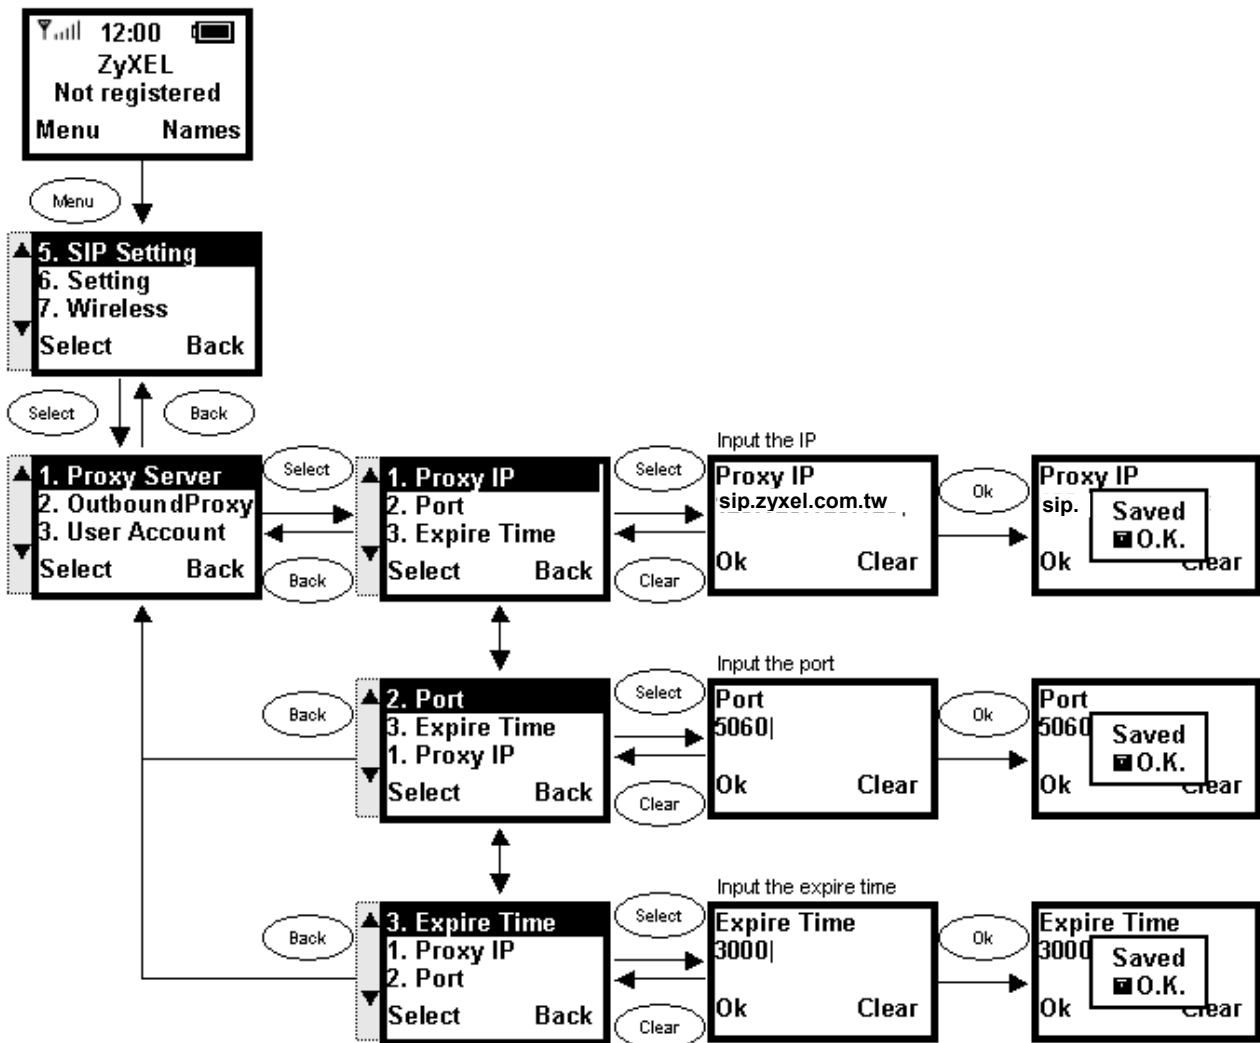 12:00
ZyXEL
Not registered
Menu Names
Menu
5. SIP Setting
6. Setting
7. Wireless
Select Back
Select
Back
1. Proxy Server
2. OutboundProxy
3. User Account
Select Back
Select
Back
1. Proxy IP
2. Port
3. Expire Time
Select Back
Select
Clear
Input the IP
Proxy IP
sip.zyxel.com.tw
Ok Clear
Ok
Proxy IP
sip.
Saved
O.K.
Ok Clear
Back
2. Port
3. Expire Time
1. Proxy IP
Select Back
Select
Clear
Input the port
Port
5060
Ok Clear
Ok
Port
5060
Saved
O.K.
Ok Clear
Back
3. Expire Time
1. Proxy IP
2. Port
Select Back
Select
Clear
Input the expire time
Expire Time
3000
Ok Clear
Ok
Expire Time
3000
Saved
O.K.
Ok Clear